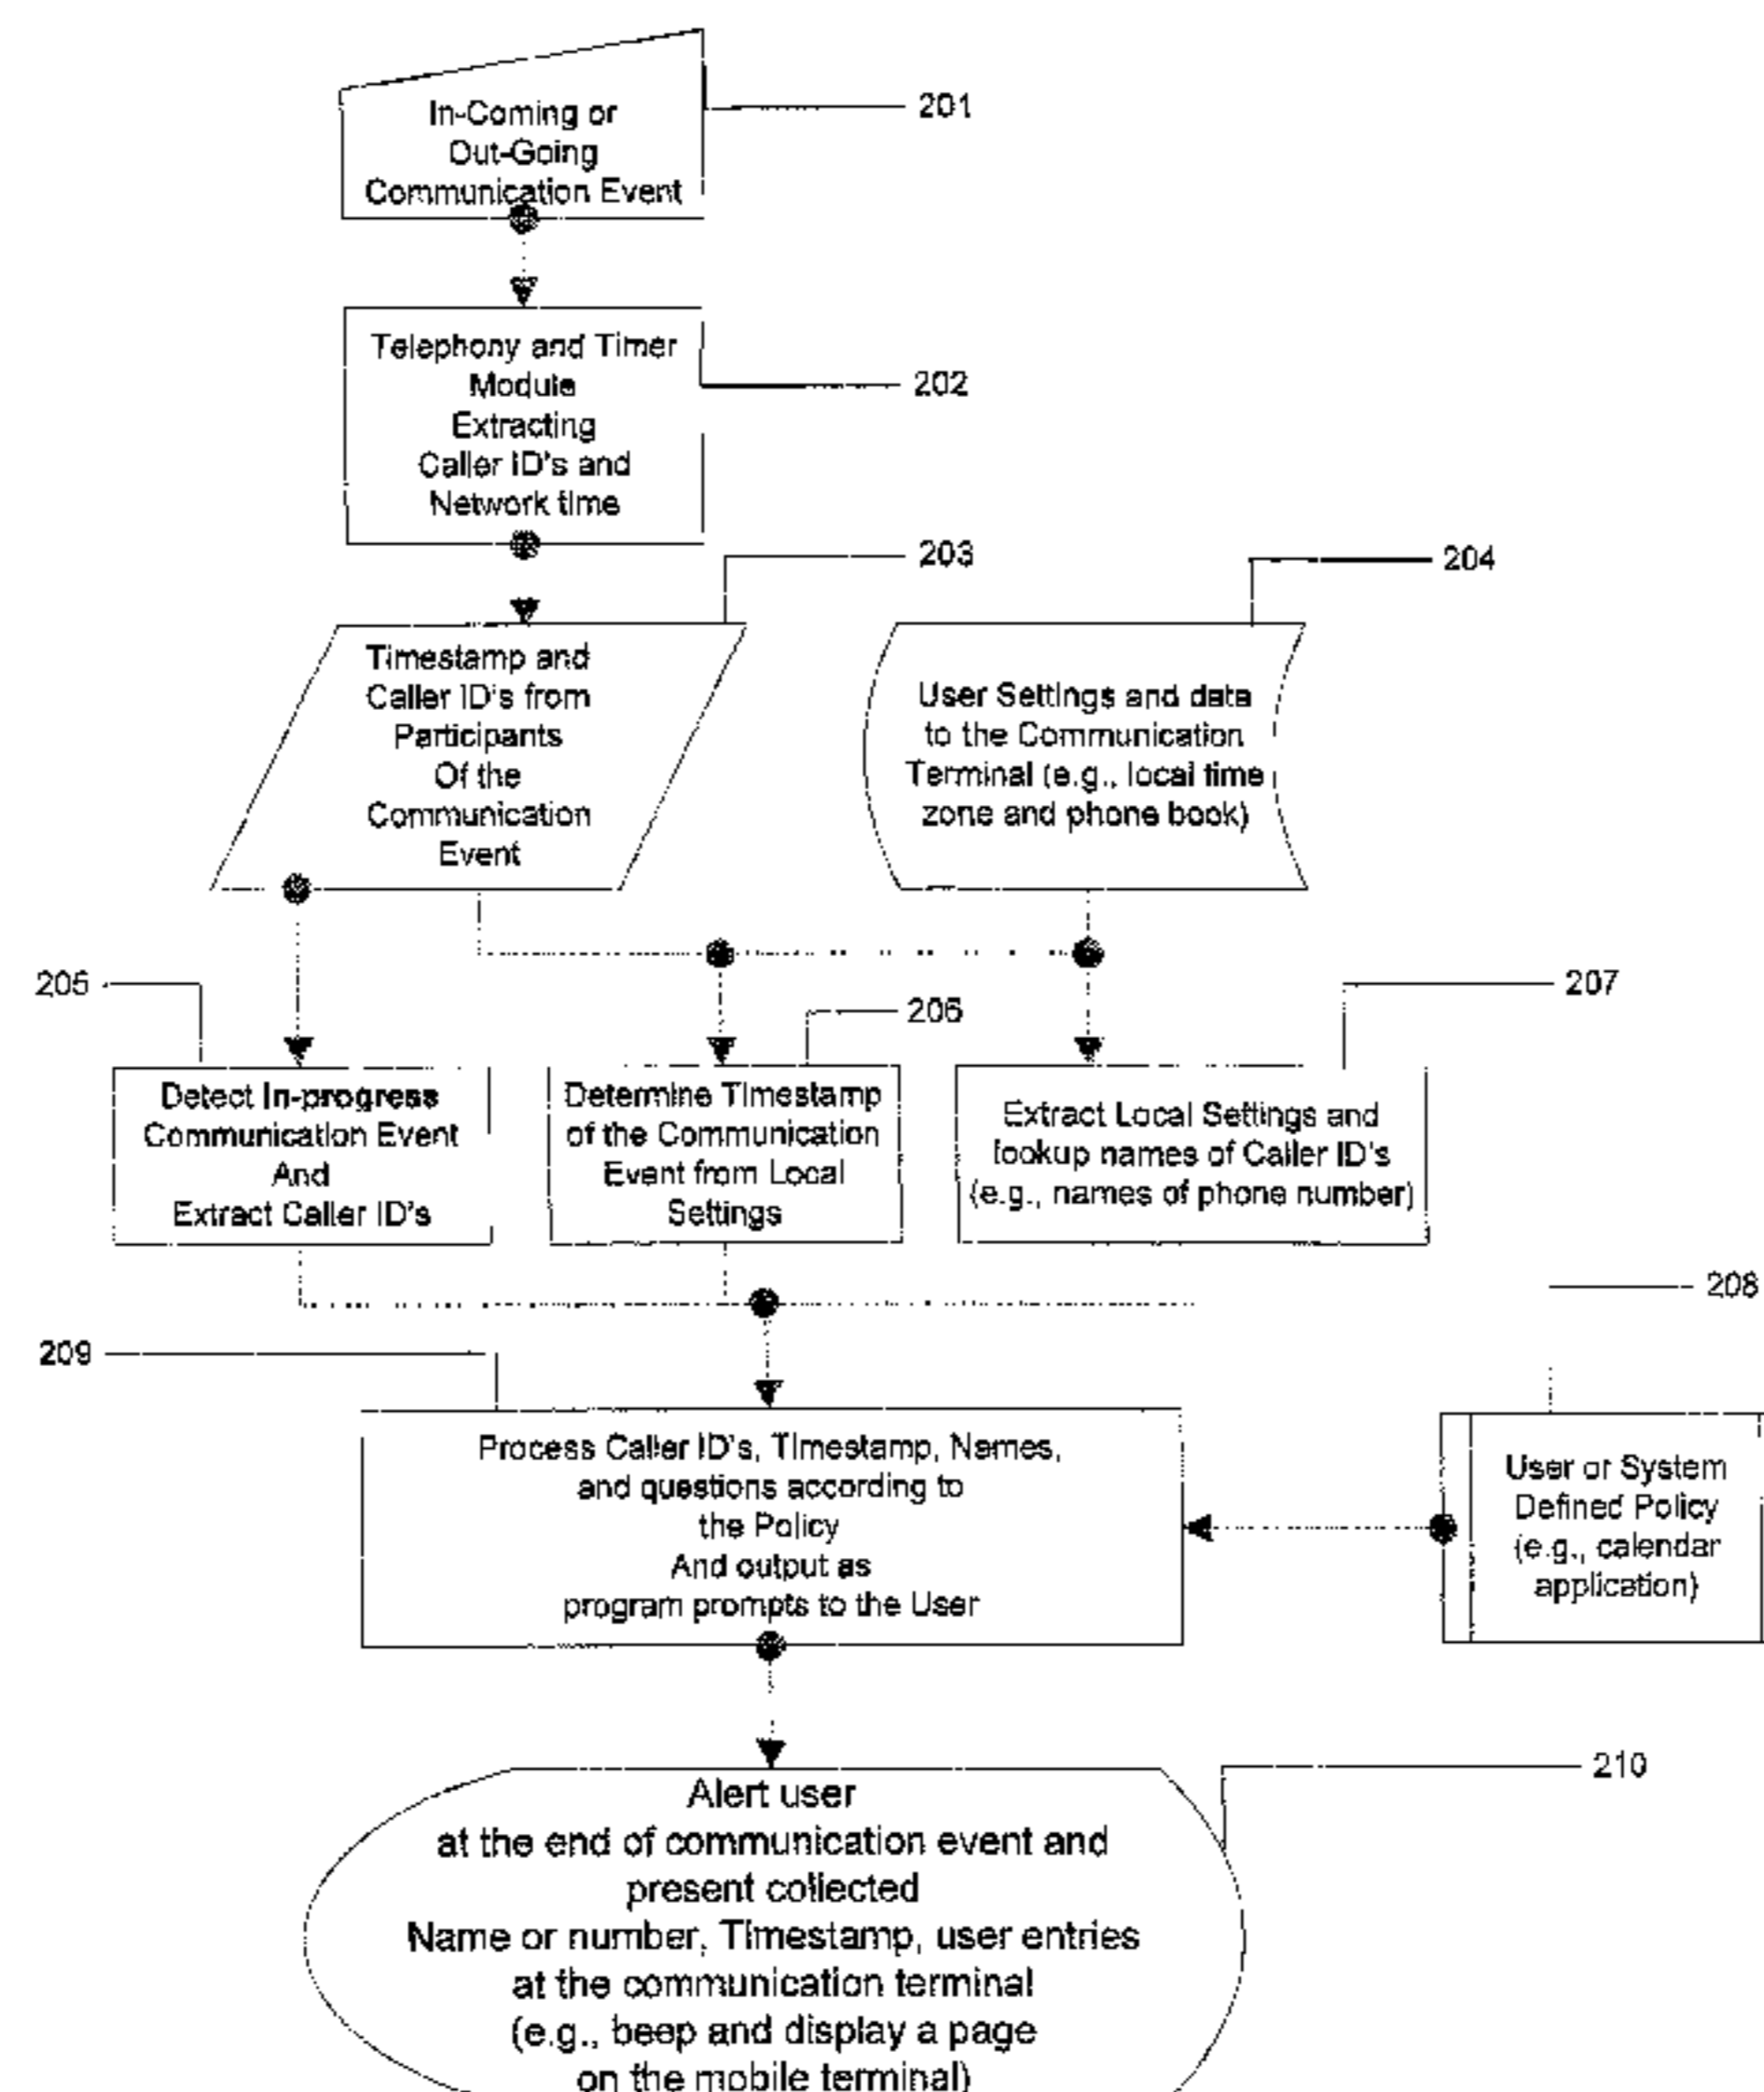 In-Coming or
Out-Going
Communication Event
201
Telephony and Timer
Module
Extracting
Caller ID's and
Network time
202
203
204
Timestamp and
Caller ID's from
Participants
Of the
Communication
Event
User Settings and data
to the Communication
Terminal (e.g., local time
zone and phone book)
205
206
207
Detect In-progress
Communication Event
And
Extract Caller ID's
Determine Timestamp
of the Communication
Event from Local
Settings
Extract Local Settings and
lookup names of Caller ID's
(e.g., names of phone number)
208
209
Process Caller ID's, Timestamp, Names,
and questions according to
the Policy
And output as
program prompts to the User
User or System
Defined Policy
(e.g., calendar
application)
210
Alert user
at the end of communication event and
present collected
Name or number, Timestamp, user entries
at the communication terminal
(e.g., beep and display a page
on the mobile terminal)